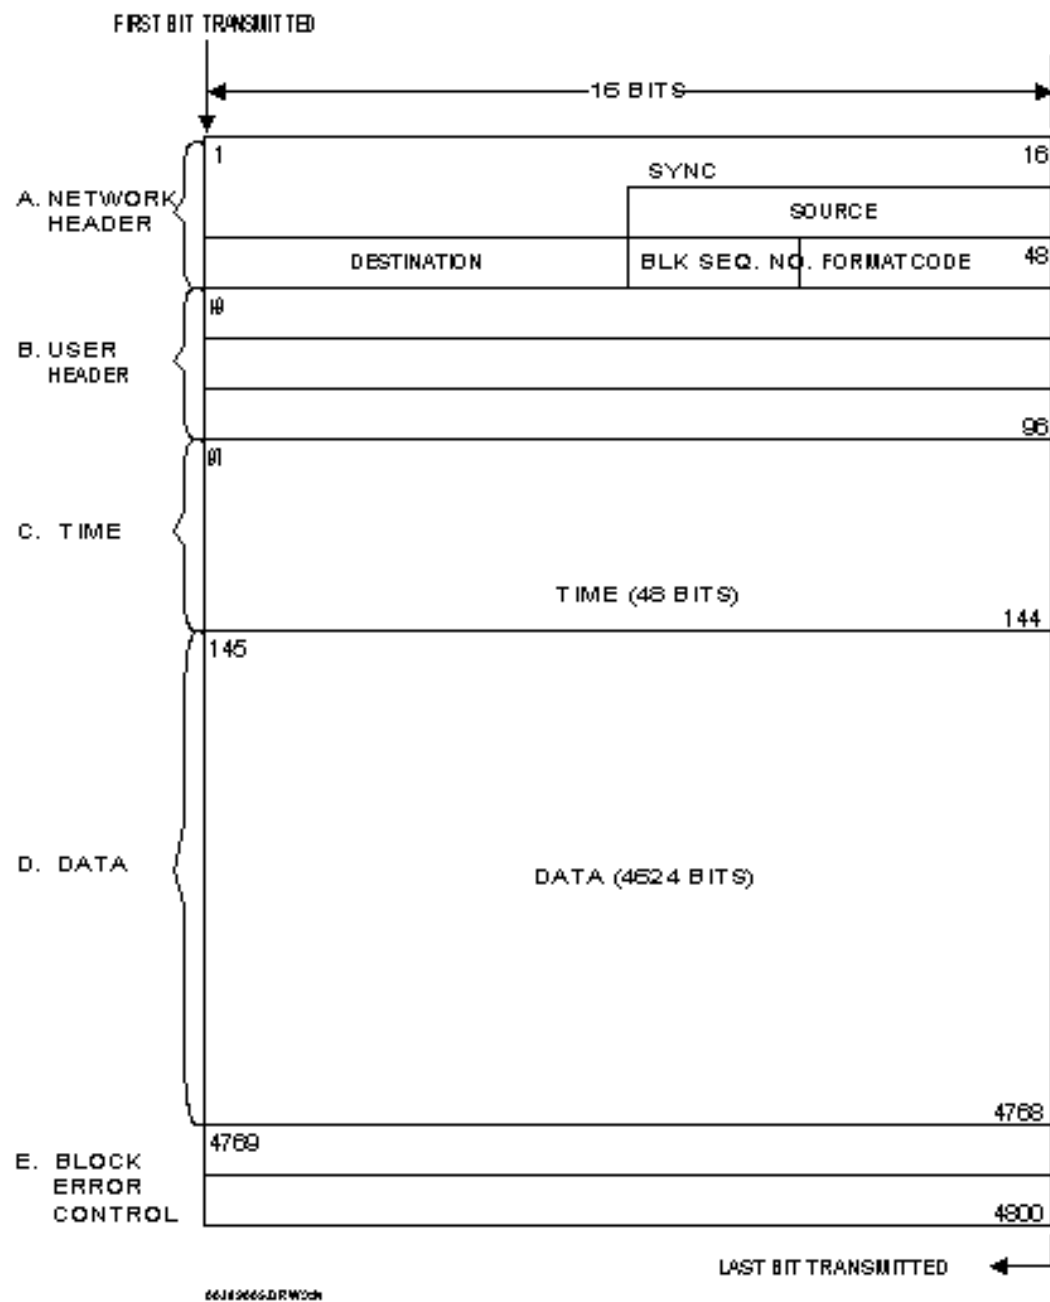 FIRST BIT TRANSMITTED
16 BITS
1
16
SYNC
A. NETWORK
HEADER
SOURCE
DESTINATION
BLK SEQ. NO.
FORMAT CODE
48
B. USER
HEADER
96
C. TIME
TIME (48 BITS)
144
145
D. DATA
DATA (4624 BITS)
4768
4769
E. BLOCK
ERROR
CONTROL
4800
LAST BIT TRANSMITTED